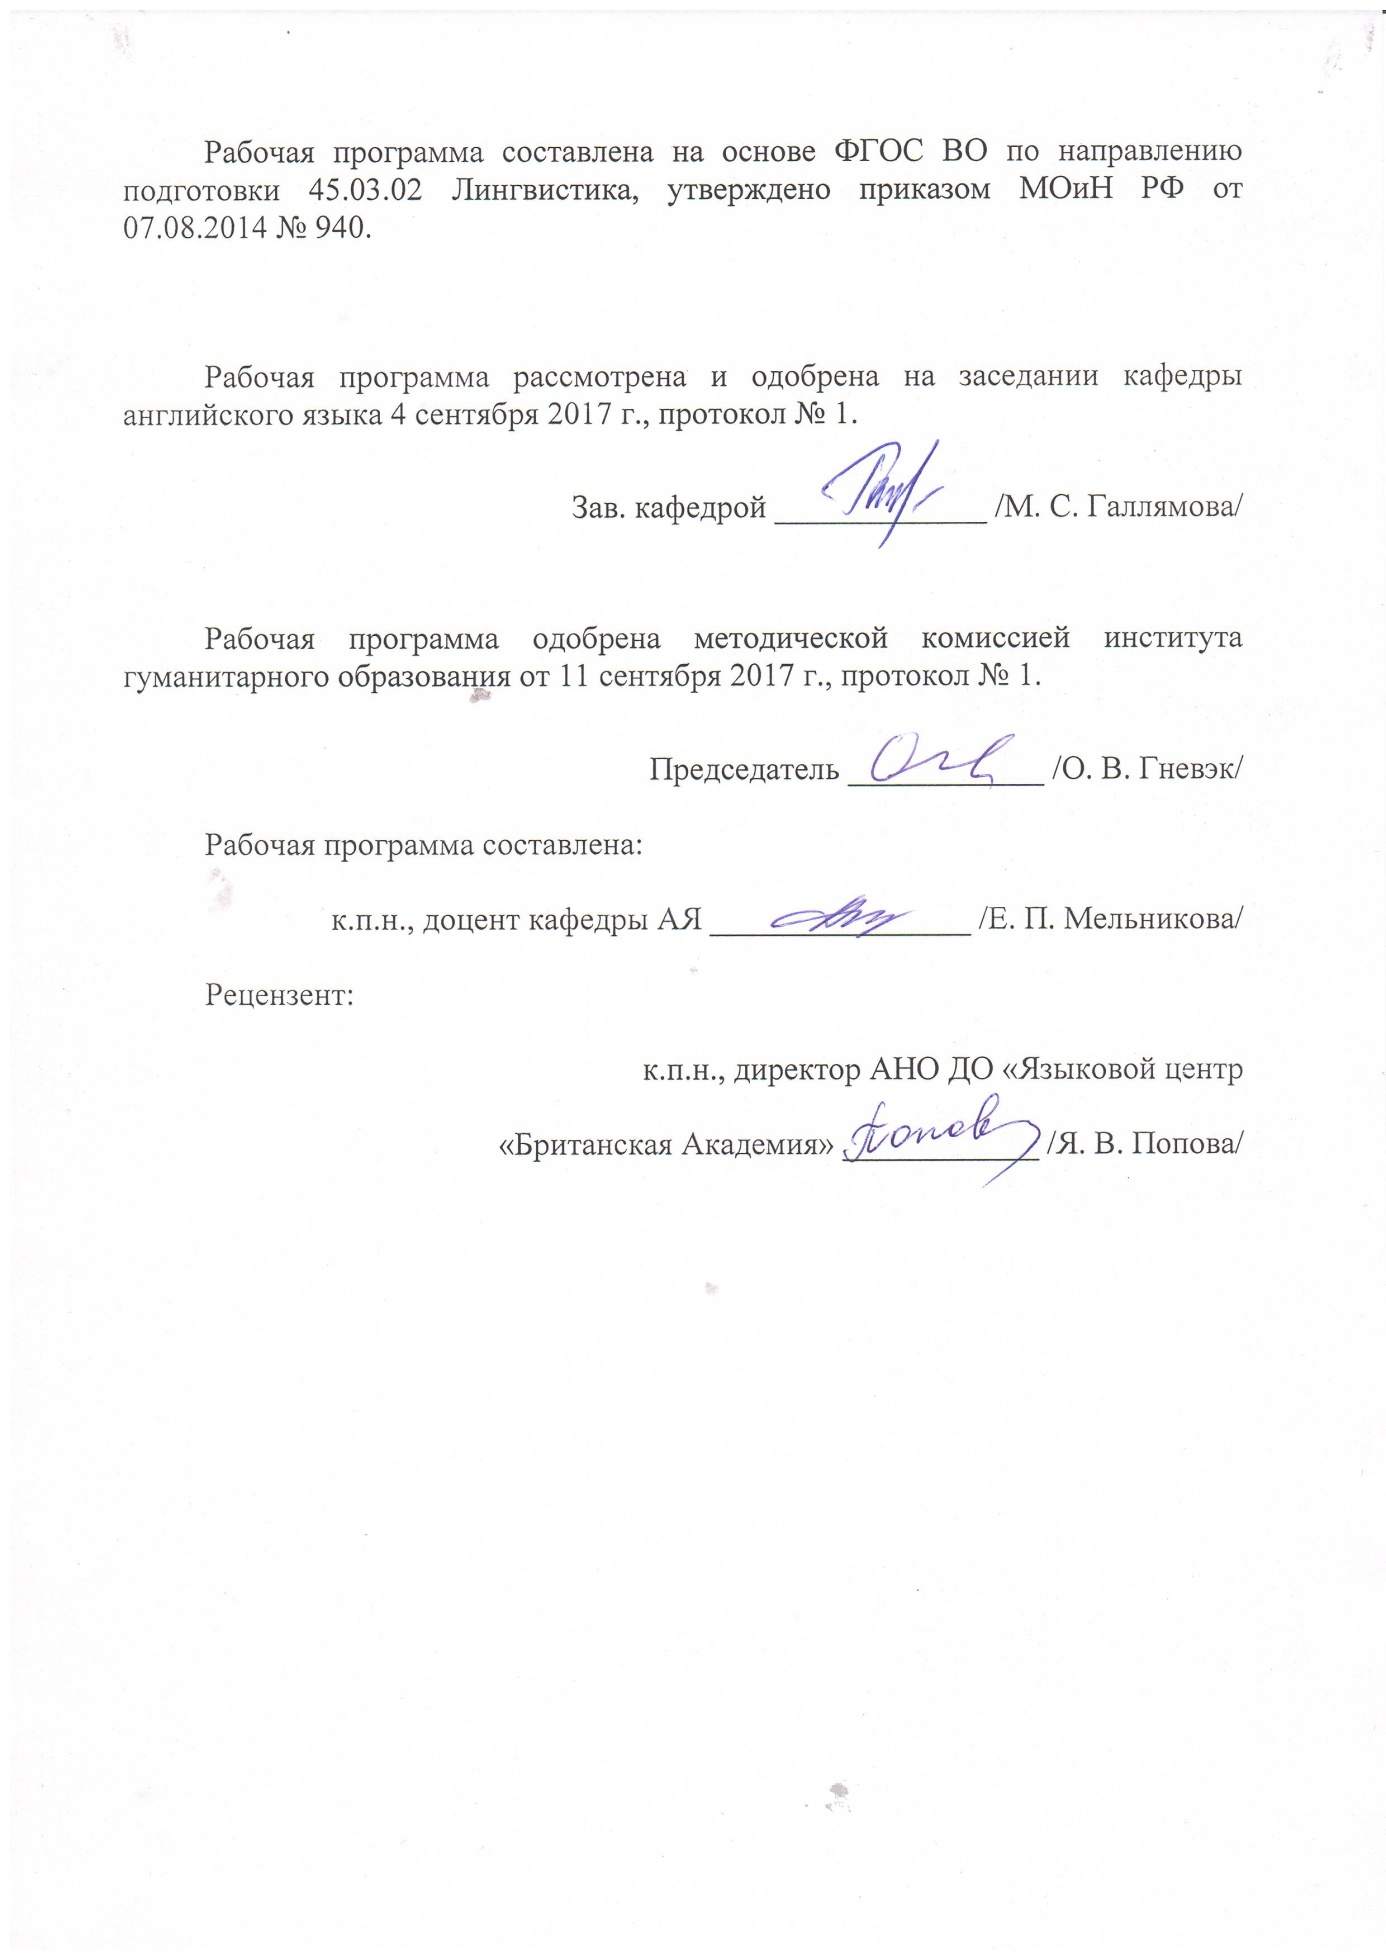 Рабочая программа составлена на основе ФГОС ВО по направлению
подготовки 45.03.02 Лингвистика, утверждено приказом МОиН РФ от
07.08.2014 № 940.
Рабочая программа рассмотрена и одобрена на заседании кафедры
английского языка 4 сентября 2017 г., протокол № 1.
Зав. кафедрой _____________ /М. С. Галлямова/
Рабочая программа одобрена методической комиссией института
гуманитарного образования от 11 сентября 2017 г., протокол № 1.
Председатель ____________ /О. В. Гневэк/
Рабочая программа составлена:
к.п.н., доцент кафедры АЯ ________________ /Е. П. Мельникова/
Рецензент:
к.п.н., директор АНО ДО «Языковой центр
«Британская Академия» ____________ /Я. В. Попова/